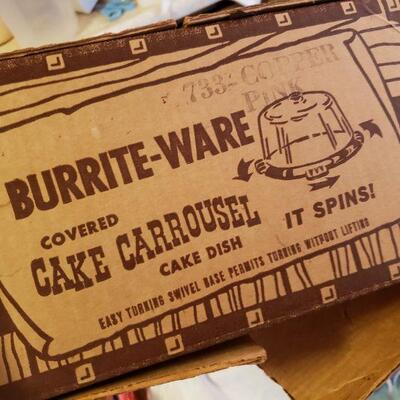 733-COPPER
PINK
BURRITE-WARE
COVERED
CAKE CARROUSEL
CAKE DISH
IT SPINS!
EASY TURNING SWIVEL BASE PERMITS TURNING WITHOUT LIFTING